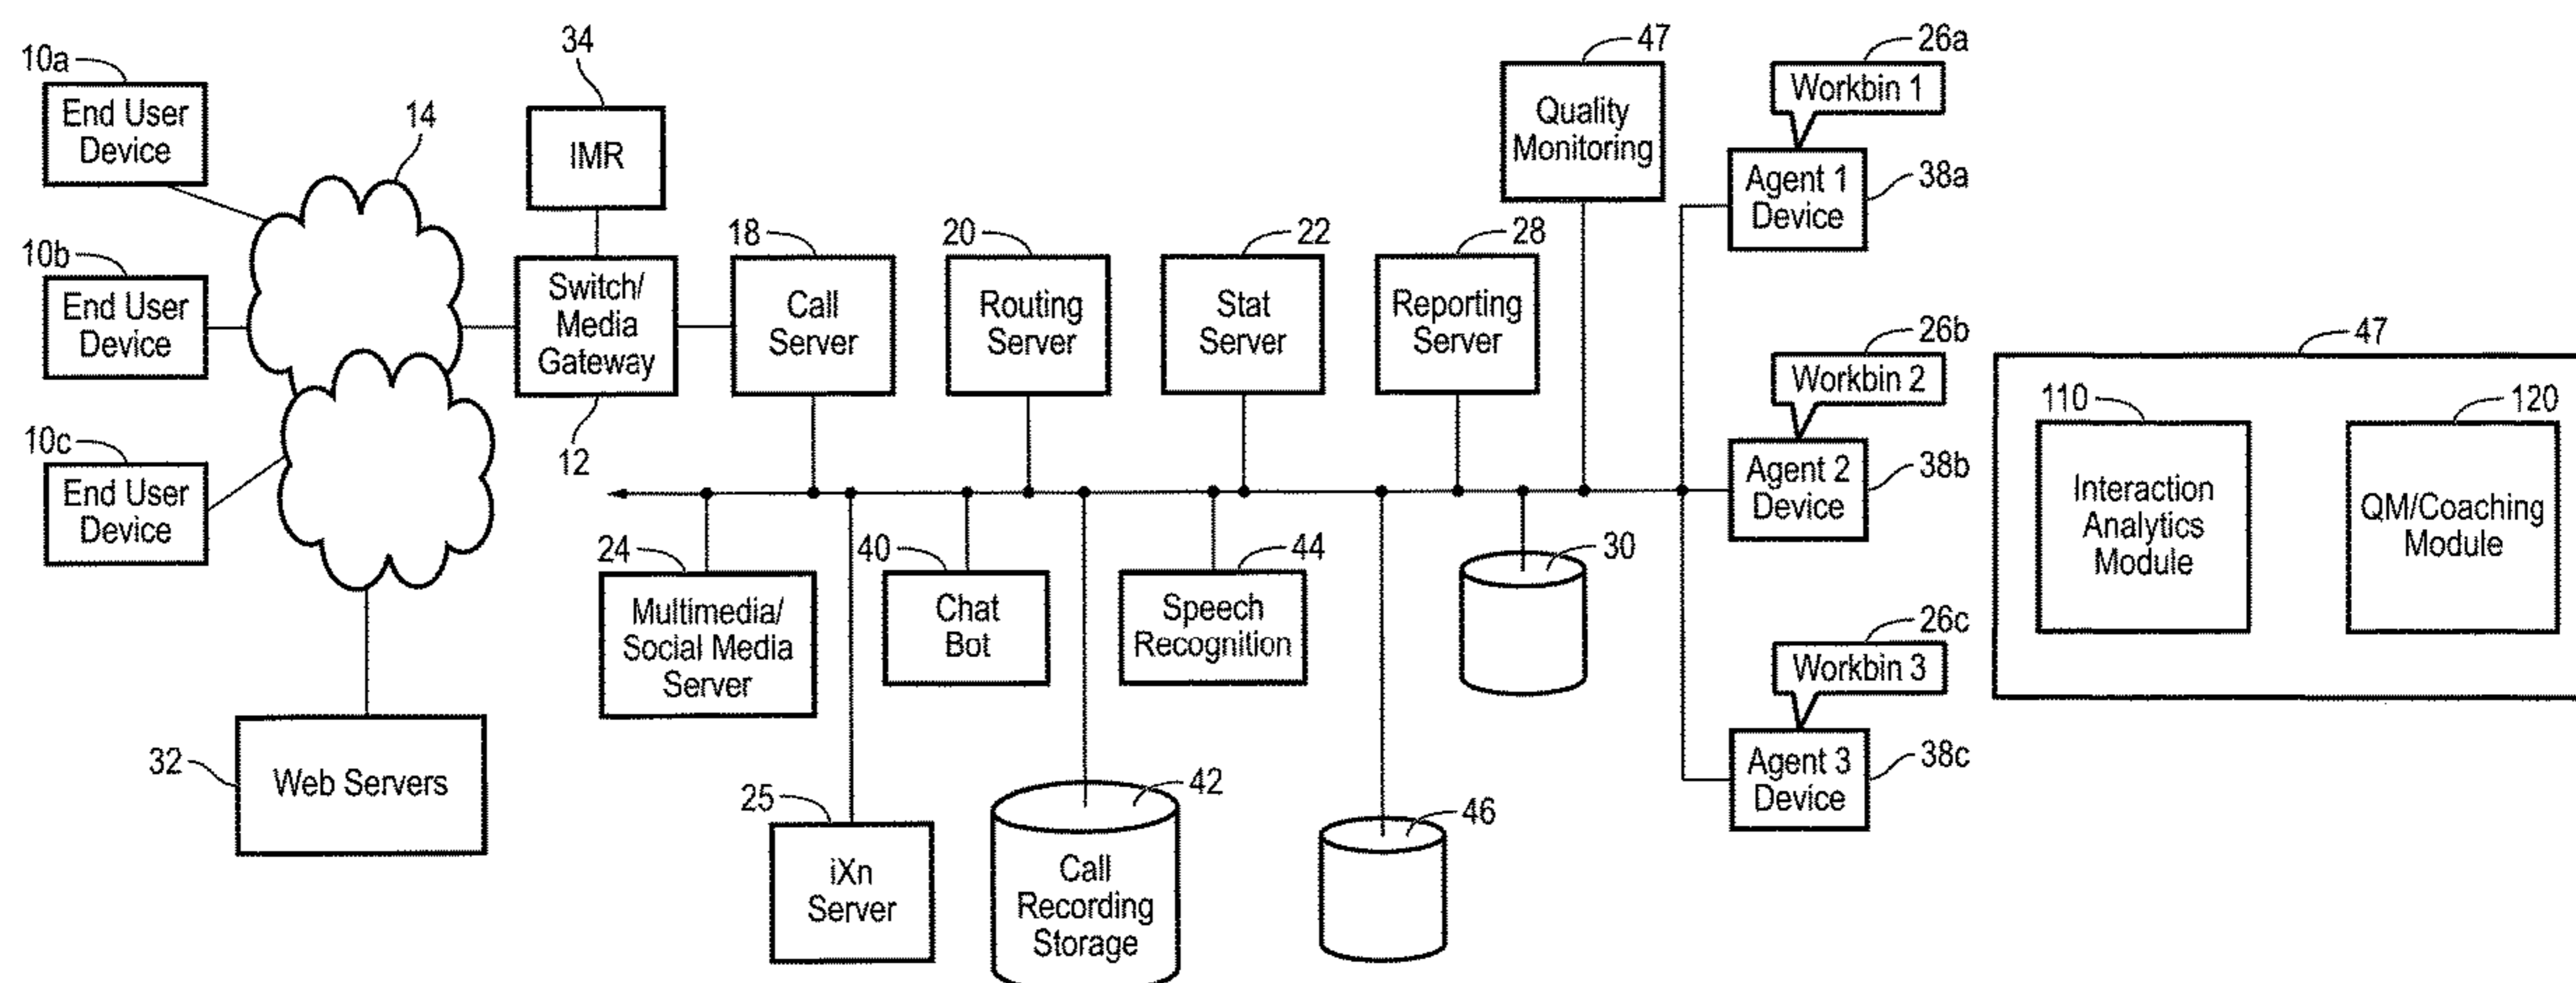 10a
End User
Device
10b
End User
Device
10c
End User
Device
14
34
IMR
Switch/
Media
Gateway
12
32
Web Servers
18
Call
Server
20
Routing
Server
22
Stat
Server
28
Reporting
Server
47
Quality
Monitoring
24
Multimedia/
Social Media
Server
25
iXn
Server
40
Chat
Bot
42
Call
Recording
Storage
44
Speech
Recognition
46
30
26a
Workbin 1
Agent 1
Device
38a
26b
Workbin 2
Agent 2
Device
38b
26c
Workbin 3
Agent 3
Device
38c
47
110
Interaction
Analytics
Module
120
QM/Coaching
Module